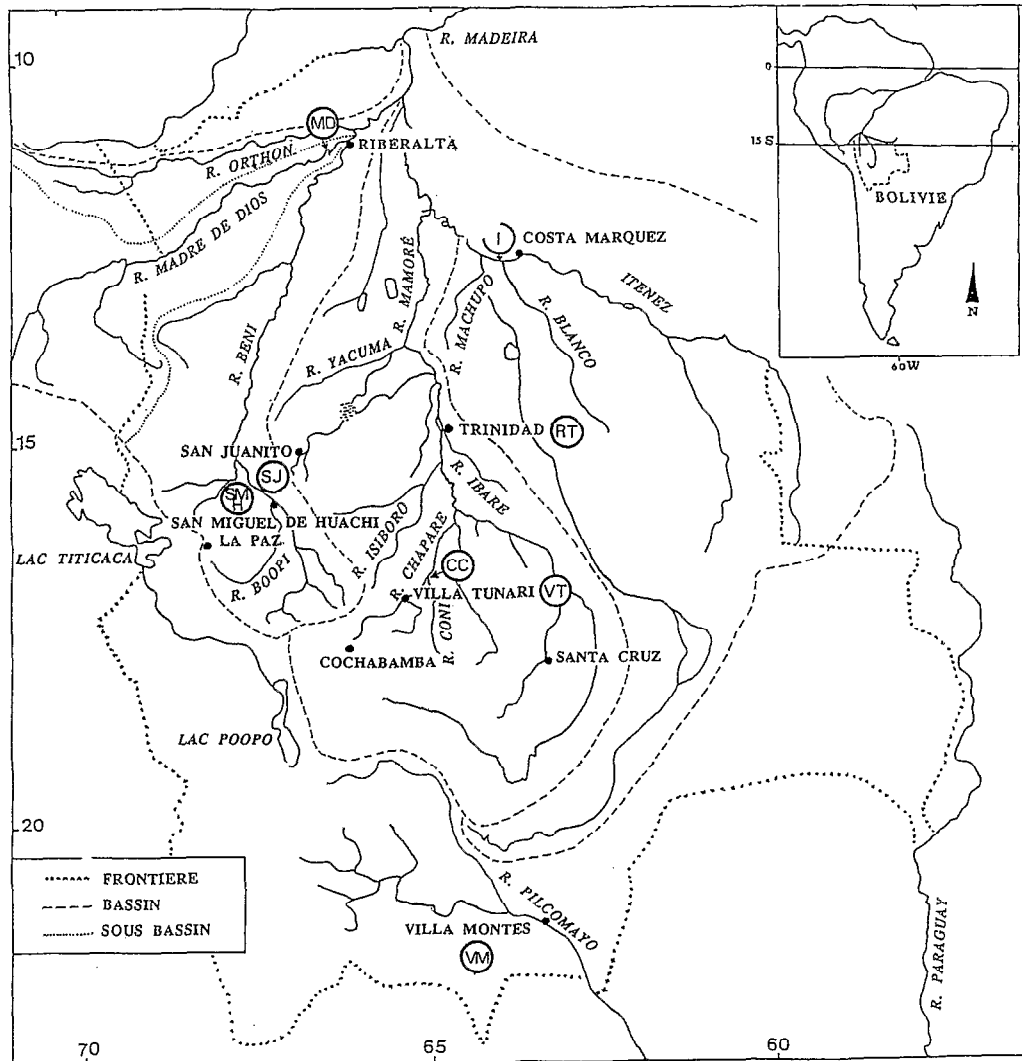 R. MADEIRA
10
MD
RIBERALTA
R. ORTHON
R. MADRE DE DIOS
I
COSTA MARQUEZ
ITENEZ
R. MAMORÉ
R. MACHUPO
R. BLANCO
R. BENI
R. YACUMA
TRINIDAD
RT
15
SAN JUANITO
SJ
SM
H
SAN MIGUEL DE HUACHI
R. IBARE
R. ISIBORO
R. CHAPARE
LA PAZ
LAC TITICACA
R. BOOPI
CC
VILLA TUNARI
VT
R. CONI
COCHABAMBA
SANTA CRUZ
LAC POOPO
20
R. PILCOMAYO
VILLA MONTES
VM
R. PARAGUAY
FRONTIERE
BASSIN
SOUS BASSIN
70
65
60
0
15 S
BOLIVIE
N
60W